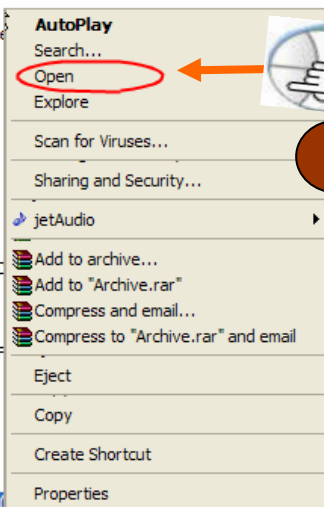 AutoPlay
Search...
Open
Explore
Scan for Viruses...
Sharing and Security...
jetAudio
Add to archive...
Add to "Archive.rar"
Compress and email...
Compress to "Archive.rar" and email
Eject
Copy
Create Shortcut
Properties